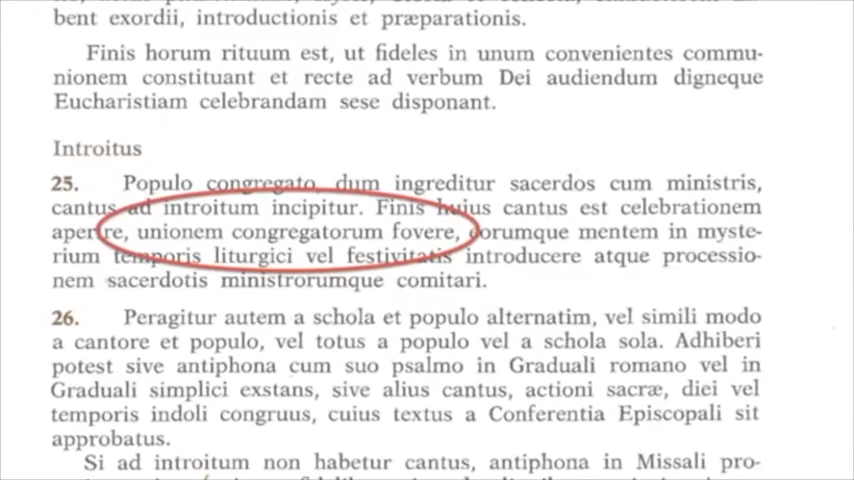 bent exordii, introductionis et præparationis.
Finis horum rituum est, ut fideles in unum convenientes commu-
nionem constituant et recte ad verbum Dei audiendum digneque
Eucharistiam celebrandam sese disponant.
Introitus
25. Populo congregato, dum ingreditur sacerdos cum ministris,
cantus ad introitum incipitur. Finis huius cantus est celebrationem
aperire, unionem congregatorum fovere, eorumque mentem in myste-
rium temporis liturgici vel festivitatis introducere atque processio-
nem sacerdotis ministrorumque comitari.
26. Peragitur autem a schola et populo alternatim, vel simili modo
a cantore et populo, vel totus a populo vel a schola sola. Adhiberi
potest sive antiphona cum suo psalmo in Graduali romano vel in
Graduali simplici exstans, sive alius cantus, actioni sacræ, diei vel
temporis indoli congruus, cuius textus a Conferentia Episcopali sit
approbatus.
Si ad introitum non habetur cantus, antiphona in Missali pro-